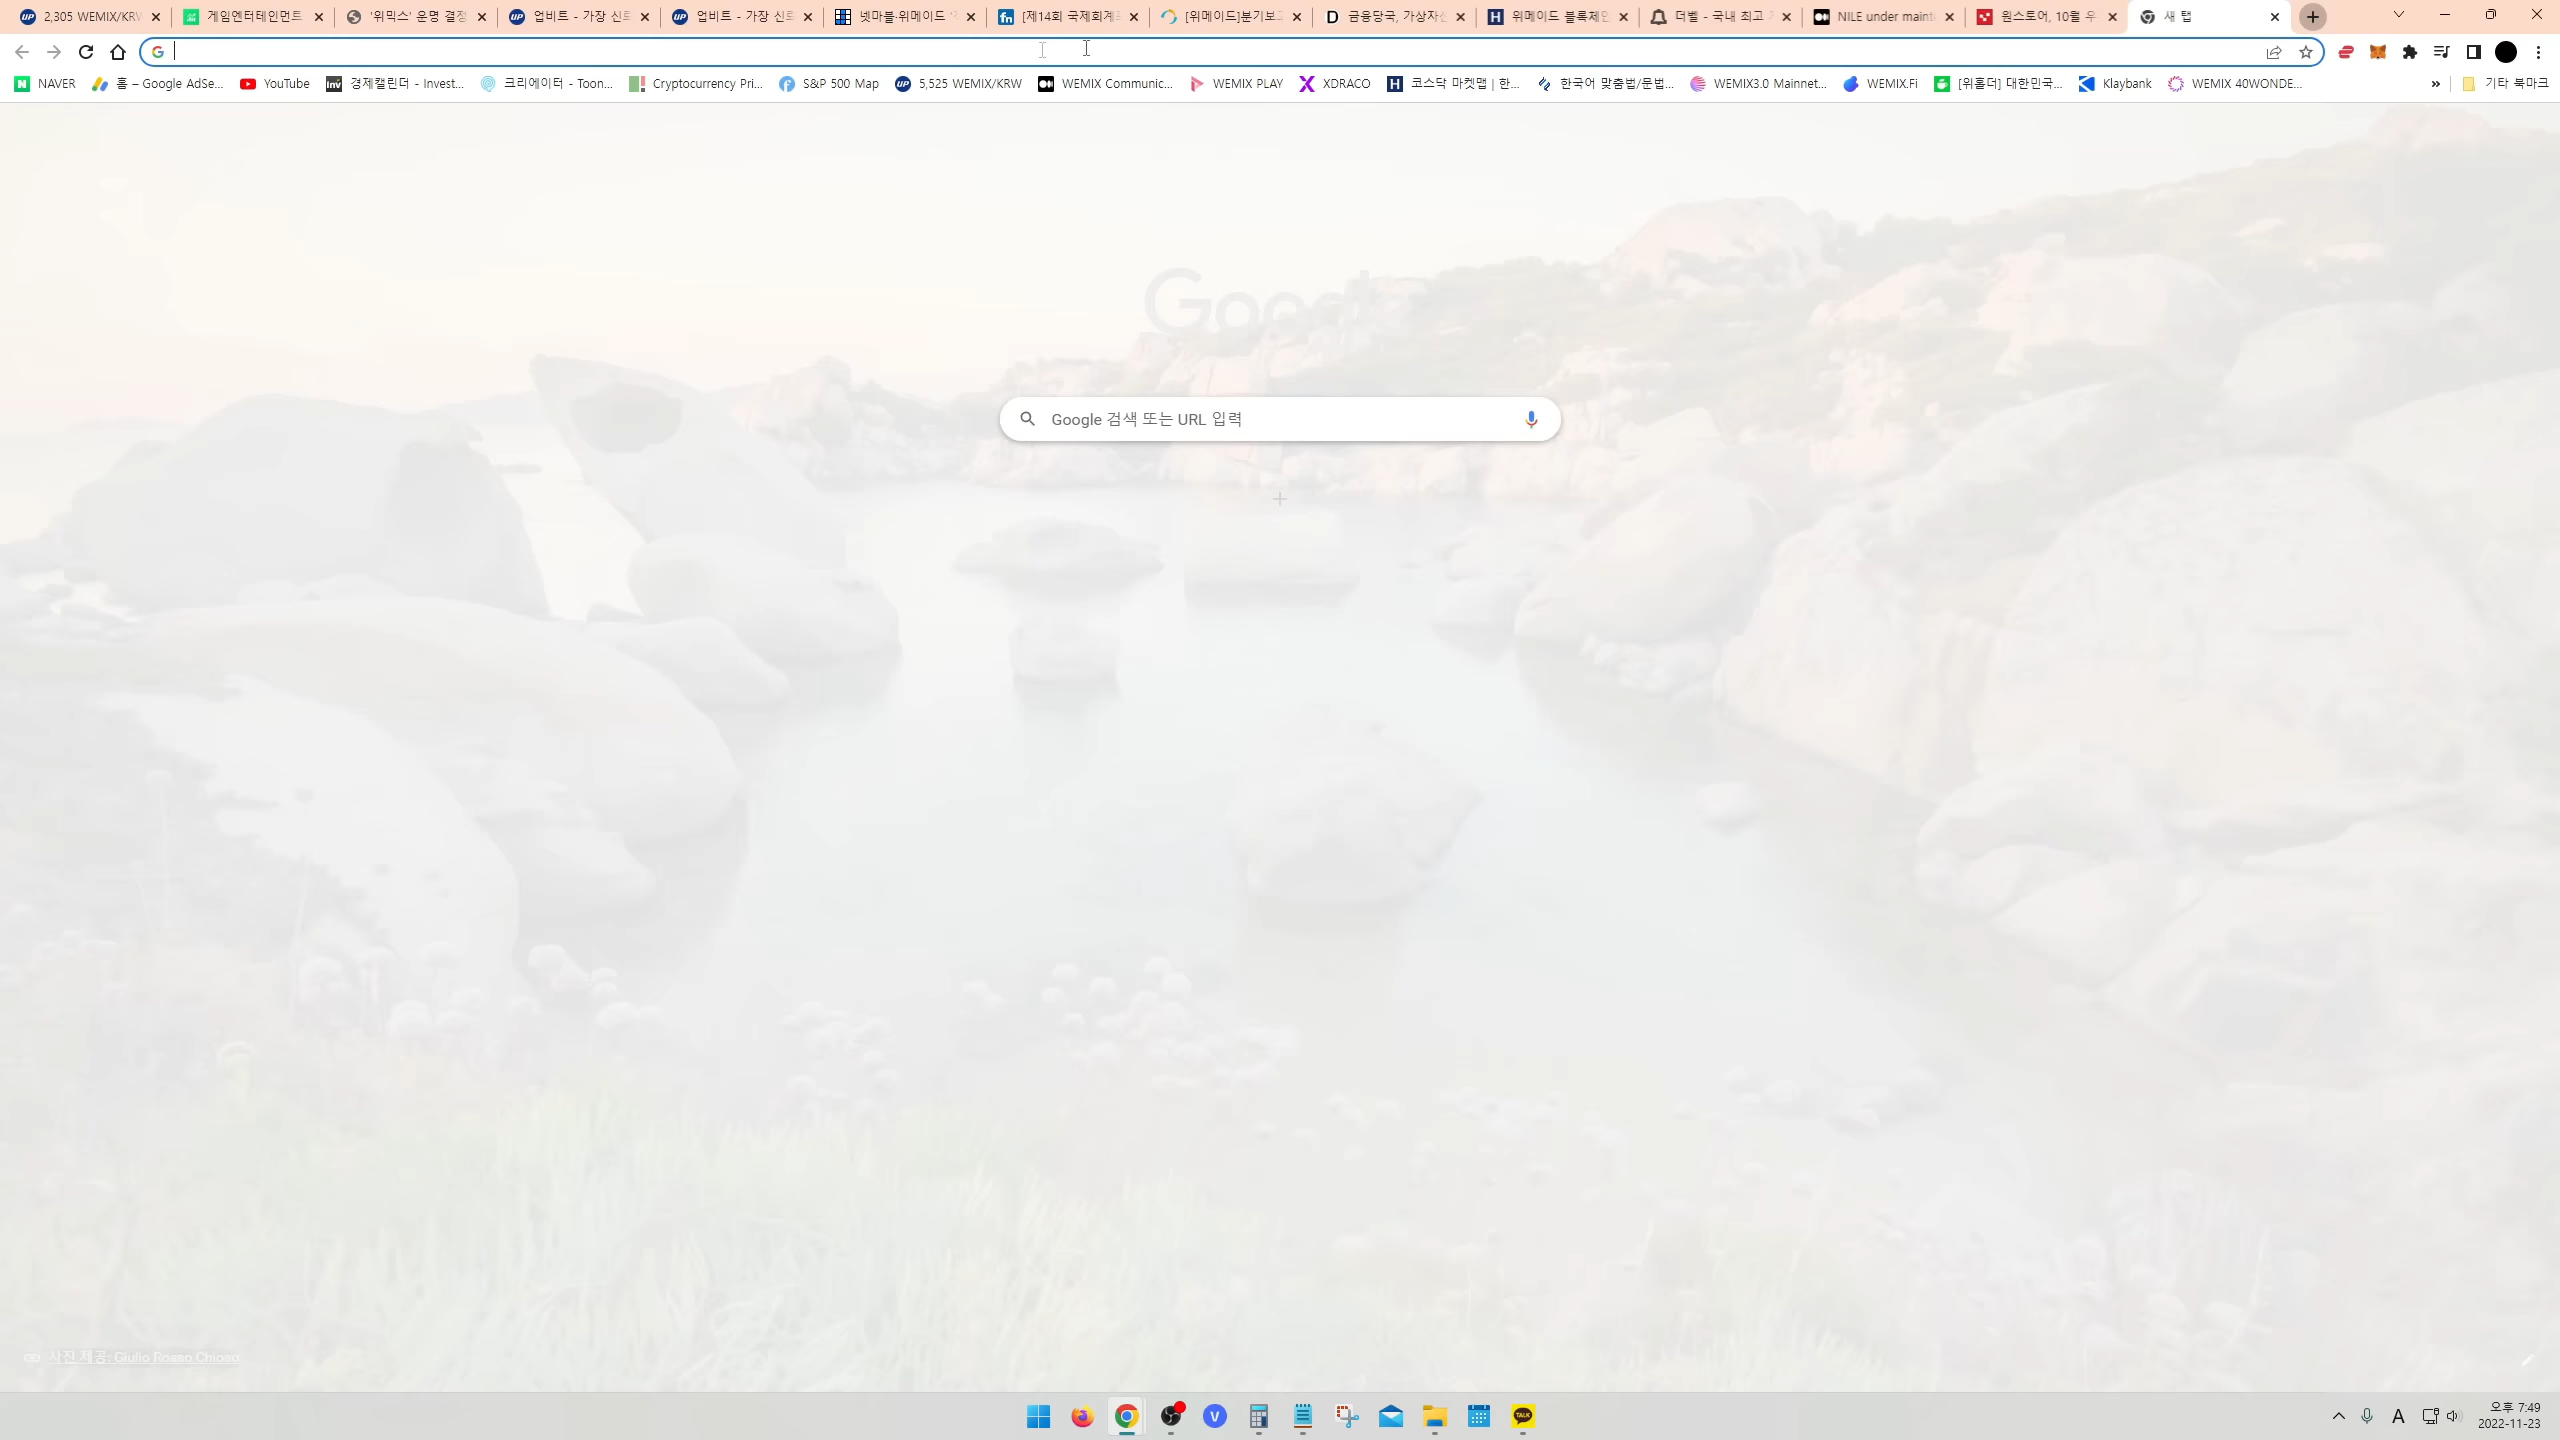 2,305 WEMIX/KRW
게임엔터테인먼트
'위믹스' 운명 결정
업비트 - 가장 신뢰
업비트 - 가장 신뢰
넷마블·위메이드
[제14회 국제회계
[위메이드]분기보고
금융당국, 가상자산
위메이드 블록체인
더벨 - 국내 최고
NILE under maint
원스토어, 10월 우
새 탭
NAVER
홈 – Google AdSe...
YouTube
경제캘린더 - Invest...
크리에이터 - Toon...
Cryptocurrency Pri...
S&P 500 Map
5,525 WEMIX/KRW
WEMIX Communic...
WEMIX PLAY
XDRACO
코스닥 마켓맵 | 한...
한국어 맞춤법/문법...
WEMIX3.0 Mainnet...
WEMIX.Fi
[위홀더] 대한민국...
Klaybank
WEMIX 40WONDE...
»
기타 북마크
Google 검색 또는 URL 입력
사진 제공: Giulio Rosso Chioso
TALK
A
오후 7:49
2022-11-23